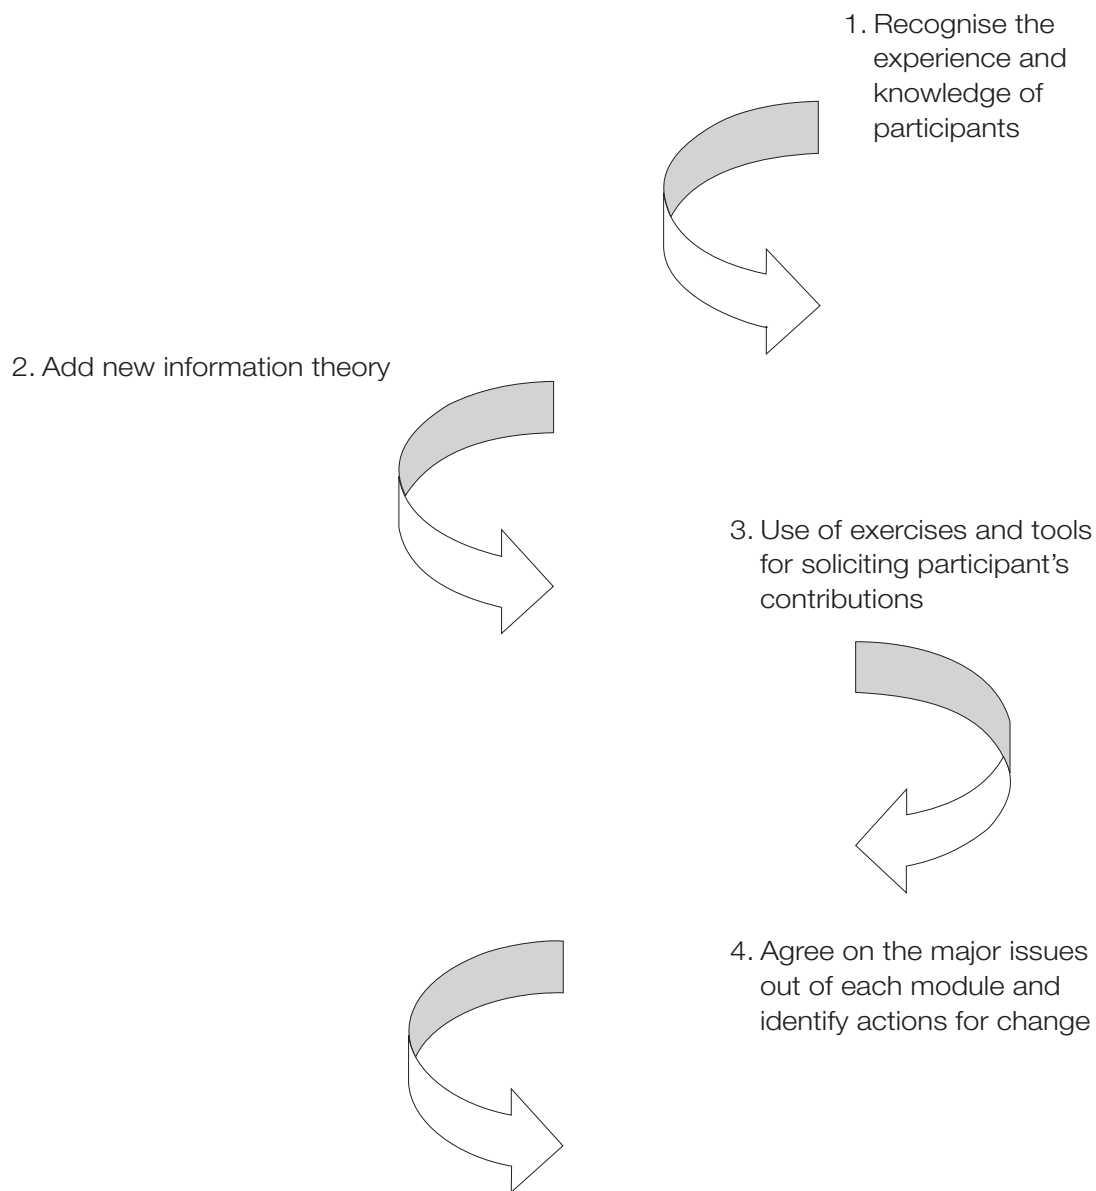 1. Recognise the
experience and
knowledge of
participants
2. Add new information theory
3. Use of exercises and tools
for soliciting participant’s
contributions
4. Agree on the major issues
out of each module and
identify actions for change